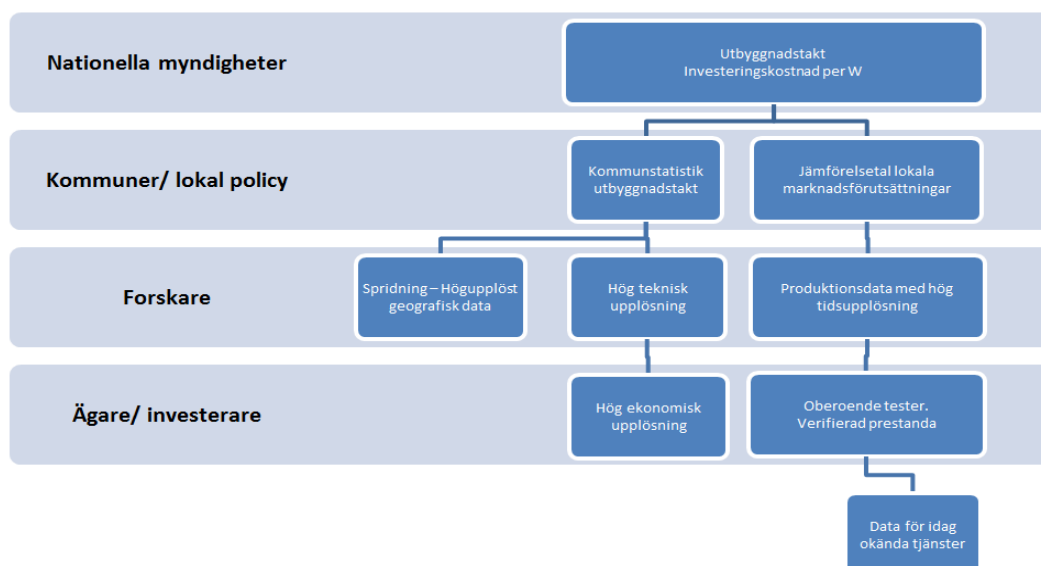 Nationella myndigheter
Utbyggnadstakt
Investeringskostnad per W
Kommuner/ lokal policy
Kommunstatistik
utbyggnadstakt
Jämförelsetal lokala
marknadsförutsättningar
Forskare
Spridning – Högupplöst
geografisk data
Hög teknisk
upplösning
Produktionsdata med hög
tidsupplösning
Ägare/ investerare
Hög ekonomisk
upplösning
Oberoende tester.
Verifierad prestanda
Data för idag
okända tjänster